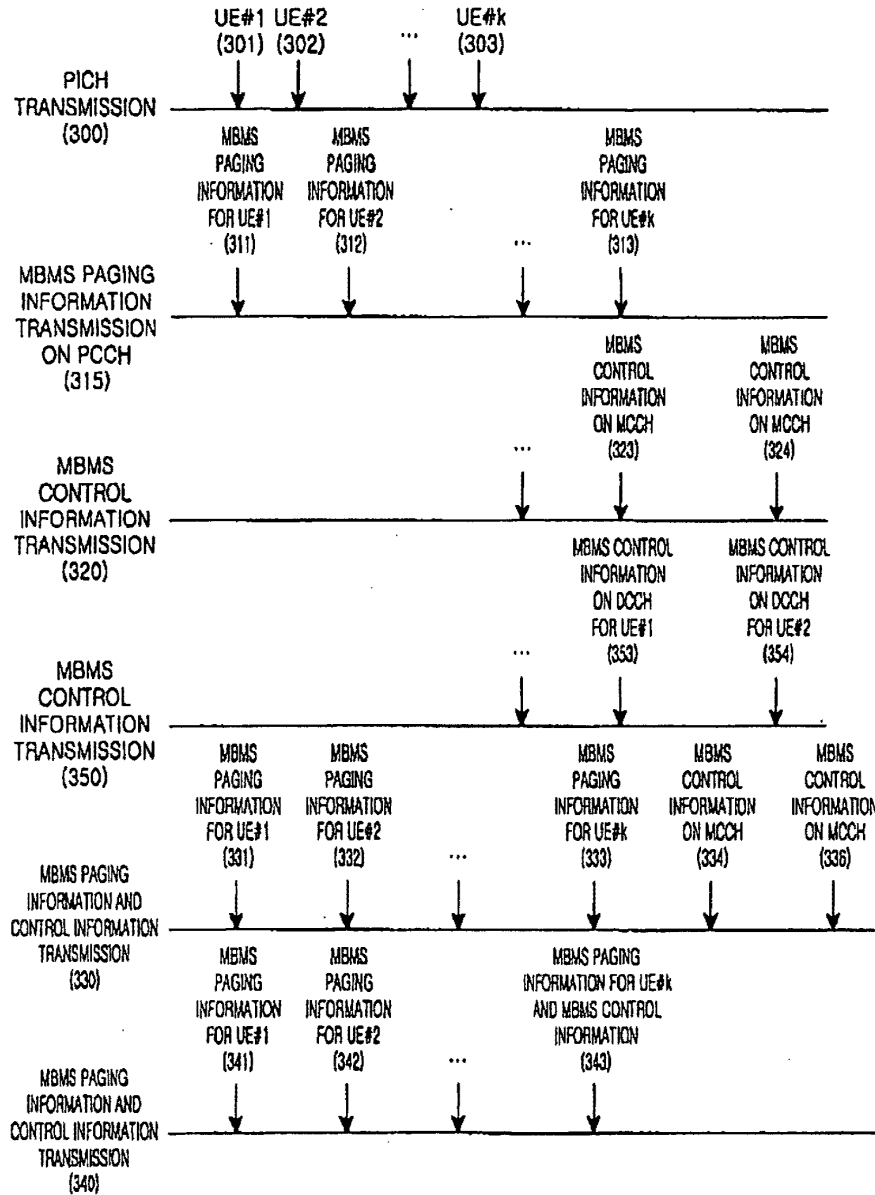 UE#1 UE#2 ... UE#k
(301) (302) (303)
PICH
TRANSMISSION
(300)
MBMS
PAGING
INFORMATION
FOR UE#1
(311)
MBMS
PAGING
INFORMATION
FOR UE#2
(312)
...
MBMS
PAGING
INFORMATION
FOR UE#k
(313)
MBMS PAGING
INFORMATION
TRANSMISSION
ON PCCH
(315)
...
MBMS
CONTROL
INFORMATION
ON MCCH
(323)
MBMS
CONTROL
INFORMATION
ON MCCH
(324)
MBMS
CONTROL
INFORMATION
TRANSMISSION
(320)
...
MBMS CONTROL
INFORMATION
ON DCCH
FOR UE#1
(353)
MBMS CONTROL
INFORMATION
ON DCCH
FOR UE#2
(354)
MBMS
CONTROL
INFORMATION
TRANSMISSION
(350)
MBMS
PAGING
INFORMATION
FOR UE#1
(331)
MBMS
PAGING
INFORMATION
FOR UE#2
(332)
...
MBMS
PAGING
INFORMATION
FOR UE#k
(333)
MBMS
CONTROL
INFORMATION
ON MCCH
(334)
MBMS
CONTROL
INFORMATION
ON MCCH
(336)
MBMS PAGING
INFORMATION AND
CONTROL INFORMATION
TRANSMISSION
(330)
MBMS
PAGING
INFORMATION
FOR UE#1
(341)
MBMS
PAGING
INFORMATION
FOR UE#2
(342)
...
MBMS PAGING
INFORMATION FOR UE#k
AND MBMS CONTROL
INFORMATION
(343)
MBMS PAGING
INFORMATION AND
CONTROL INFORMATION
TRANSMISSION
(340)